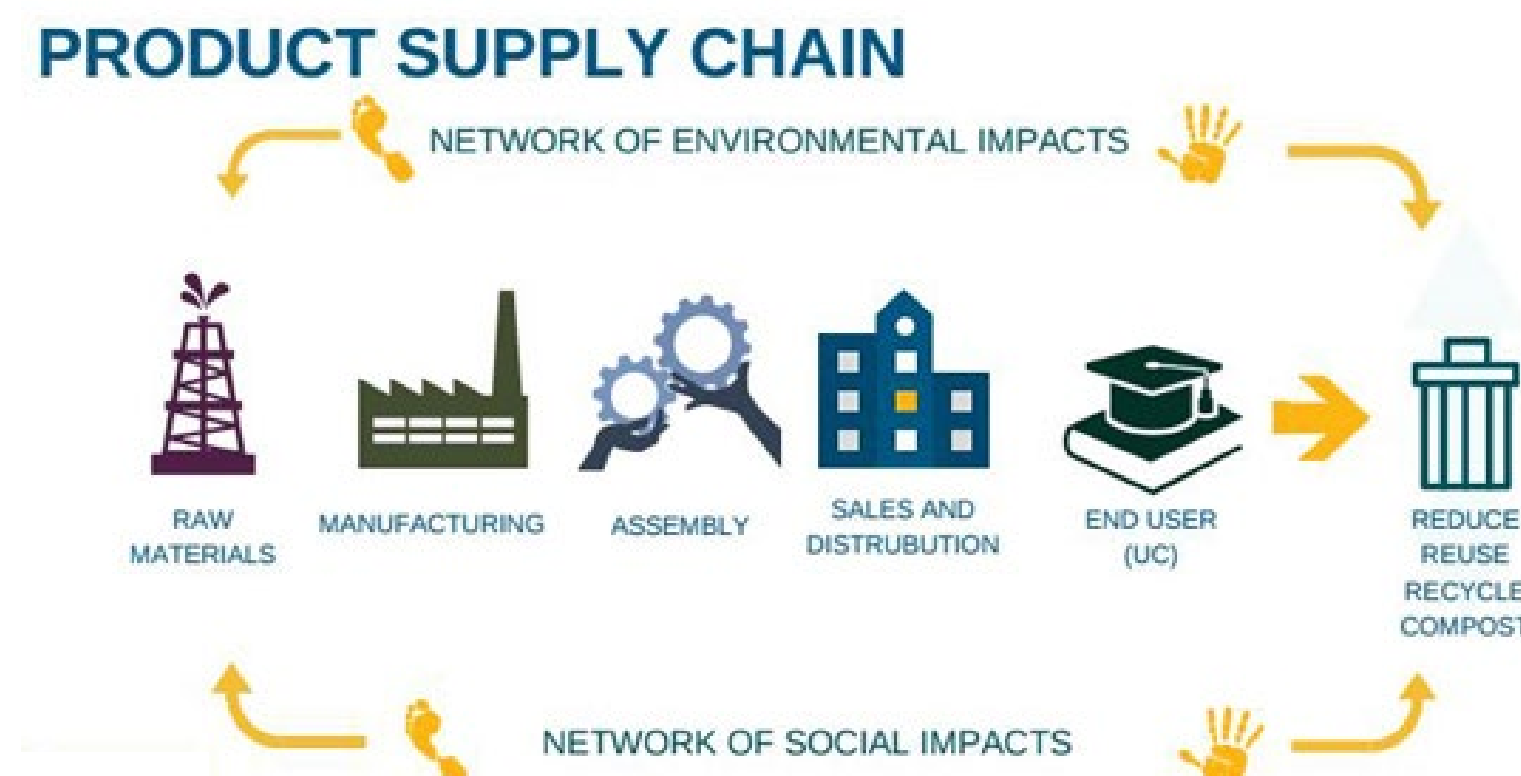 PRODUCT SUPPLY CHAIN
NETWORK OF ENVIRONMENTAL IMPACTS
RAW
MATERIALS
MANUFACTURING
ASSEMBLY
SALES AND
DISTRUBUTION
END USER
(UC)
REDUCE
REUSE
RECYCLE
COMPOST
NETWORK OF SOCIAL IMPACTS